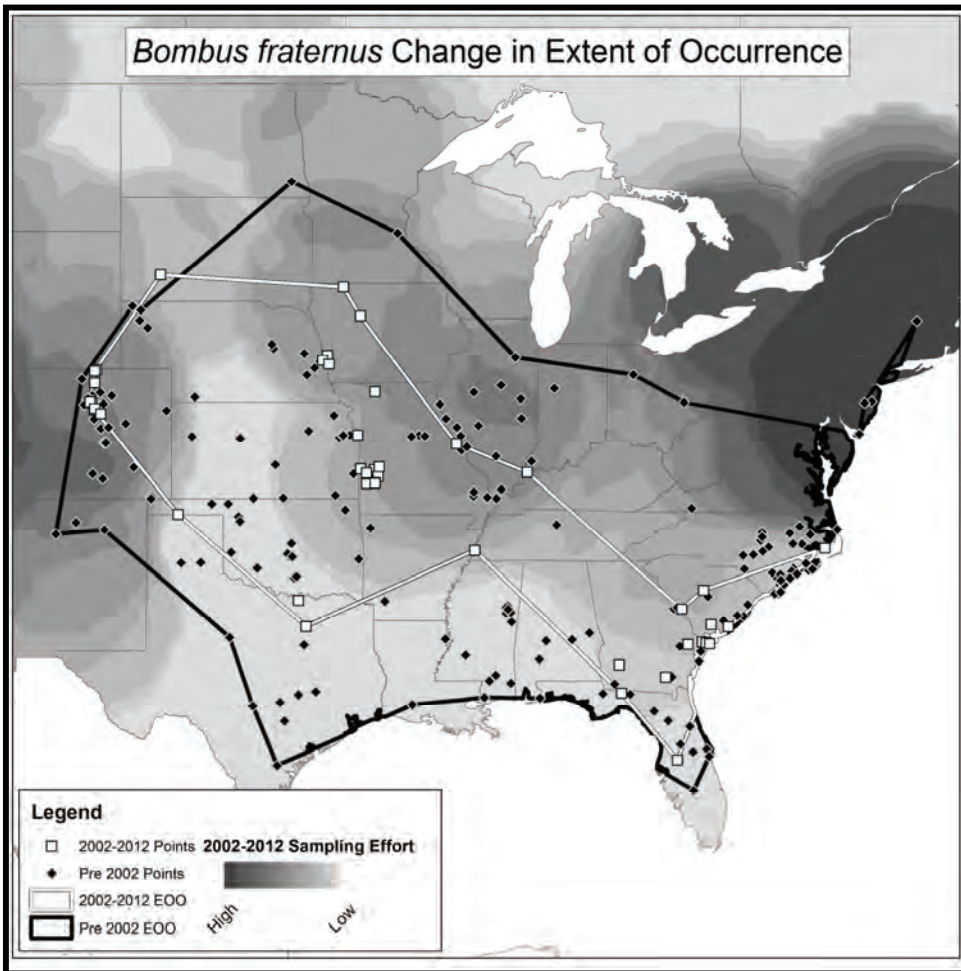 Bombus fraternus Change in Extent of Occurrence
Legend
2002-2012 Points
Pre 2002 Points
2002-2012 EOO
Pre 2002 EOO
2002-2012 Sampling Effort
High
Low